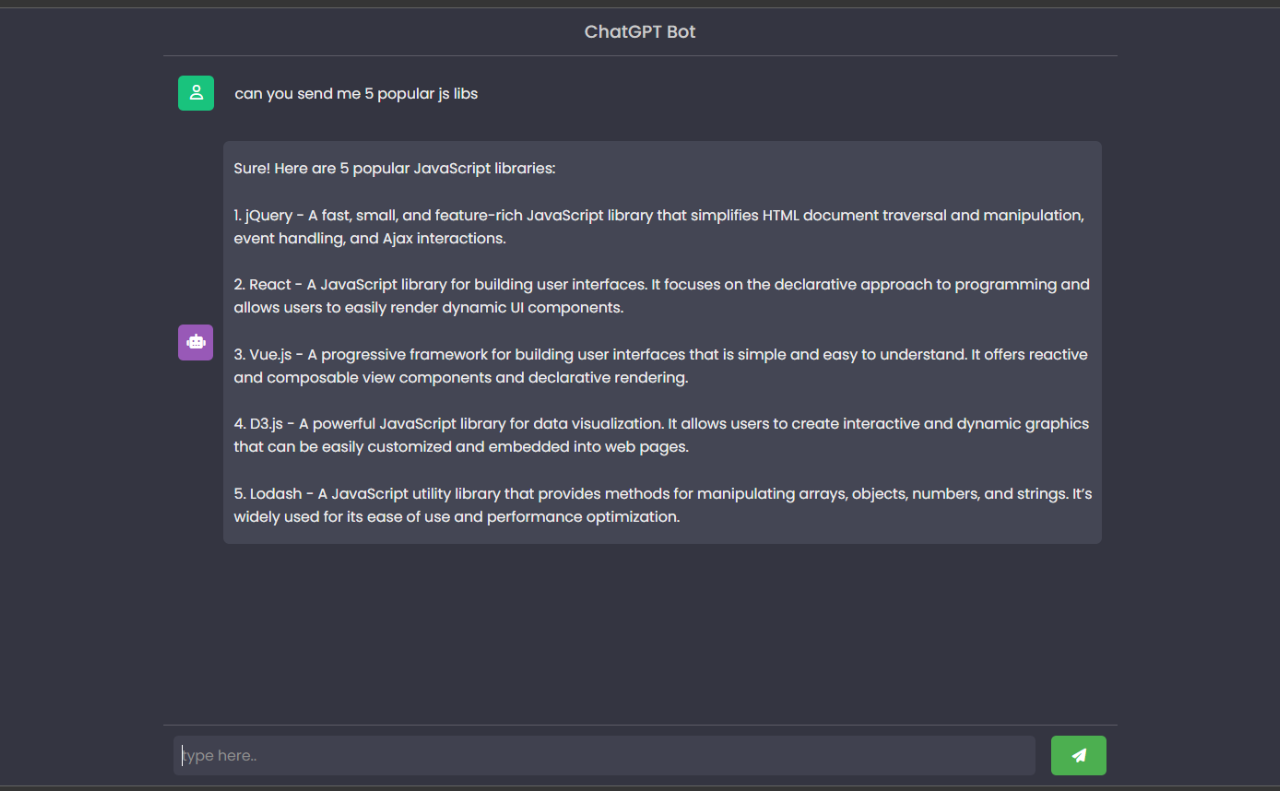 ChatGPT Bot
can you send me 5 popular js libs
Sure! Here are 5 popular JavaScript libraries:
1. jQuery - A fast, small, and feature-rich JavaScript library that simplifies HTML document traversal and manipulation,
event handling, and Ajax interactions.
2. React - A JavaScript library for building user interfaces. It focuses on the declarative approach to programming and
allows users to easily render dynamic UI components.
3. Vue.js - A progressive framework for building user interfaces that is simple and easy to understand. It offers reactive
and composable view components and declarative rendering.
4. D3.js - A powerful JavaScript library for data visualization. It allows users to create interactive and dynamic graphics
that can be easily customized and embedded into web pages.
5. Lodash - A JavaScript utility library that provides methods for manipulating arrays, objects, numbers, and strings. It's
widely used for its ease of use and performance optimization.
type here..